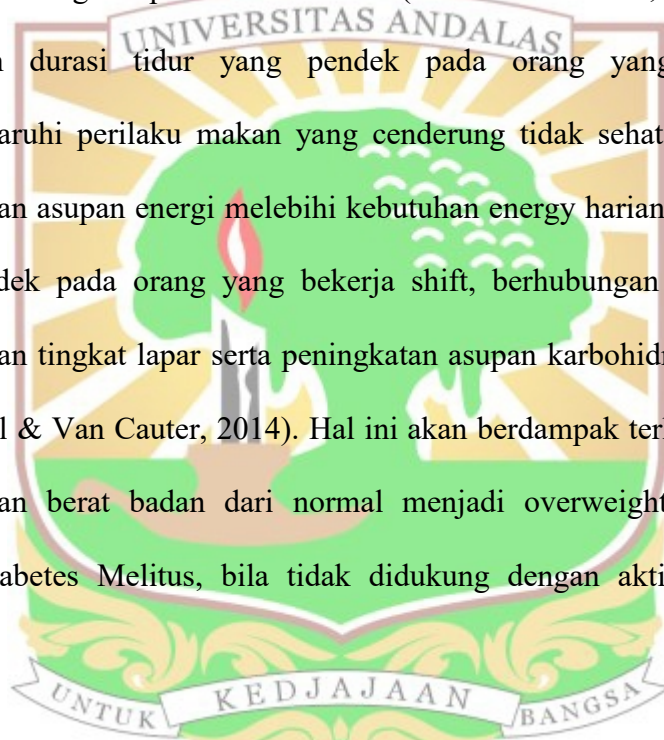 UNIVERSITAS ANDALAS
durasi tidur yang pendek pada orang yang
perilaku makan yang cenderung tidak sehat
asupan energi melebihi kebutuhan energy harian
pada orang yang bekerja shift, berhubungan
tingkat lapar serta peningkatan asupan
& Van Cauter, 2014). Hal ini akan berdampak
berat badan dari normal menjadi overweight
Melitus, bila tidak didukung dengan
UNTUK KEDJAJAAN BANGSA